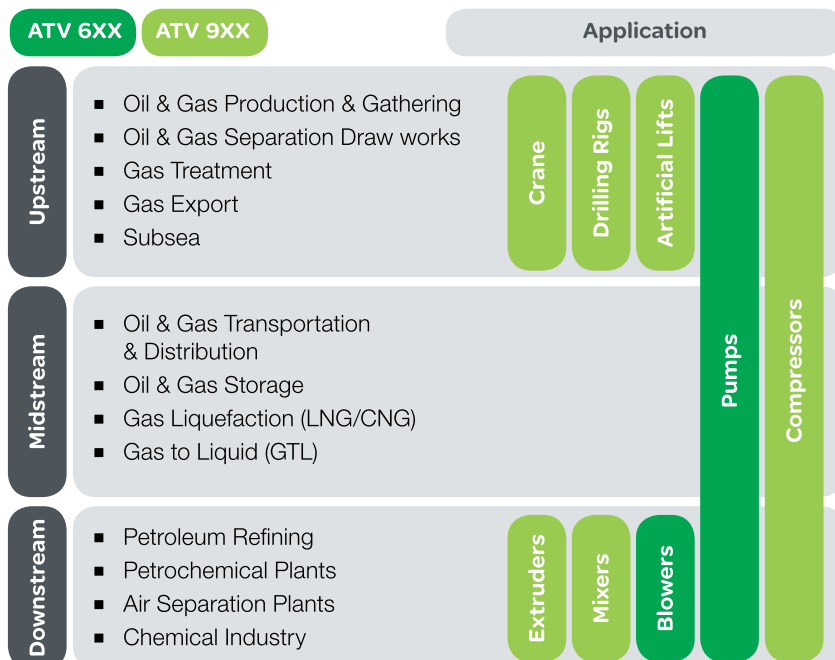 ATV 6XX
ATV 9XX
Application
Upstream
▪ Oil & Gas Production & Gathering
▪ Oil & Gas Separation Draw works
▪ Gas Treatment
▪ Gas Export
▪ Subsea
Crane
Drilling Rigs
Artificial Lifts
Pumps
Compressors
Midstream
▪ Oil & Gas Transportation
& Distribution
▪ Oil & Gas Storage
▪ Gas Liquefaction (LNG/CNG)
▪ Gas to Liquid (GTL)
Downstream
▪ Petroleum Refining
▪ Petrochemical Plants
▪ Air Separation Plants
▪ Chemical Industry
Extruders
Mixers
Blowers